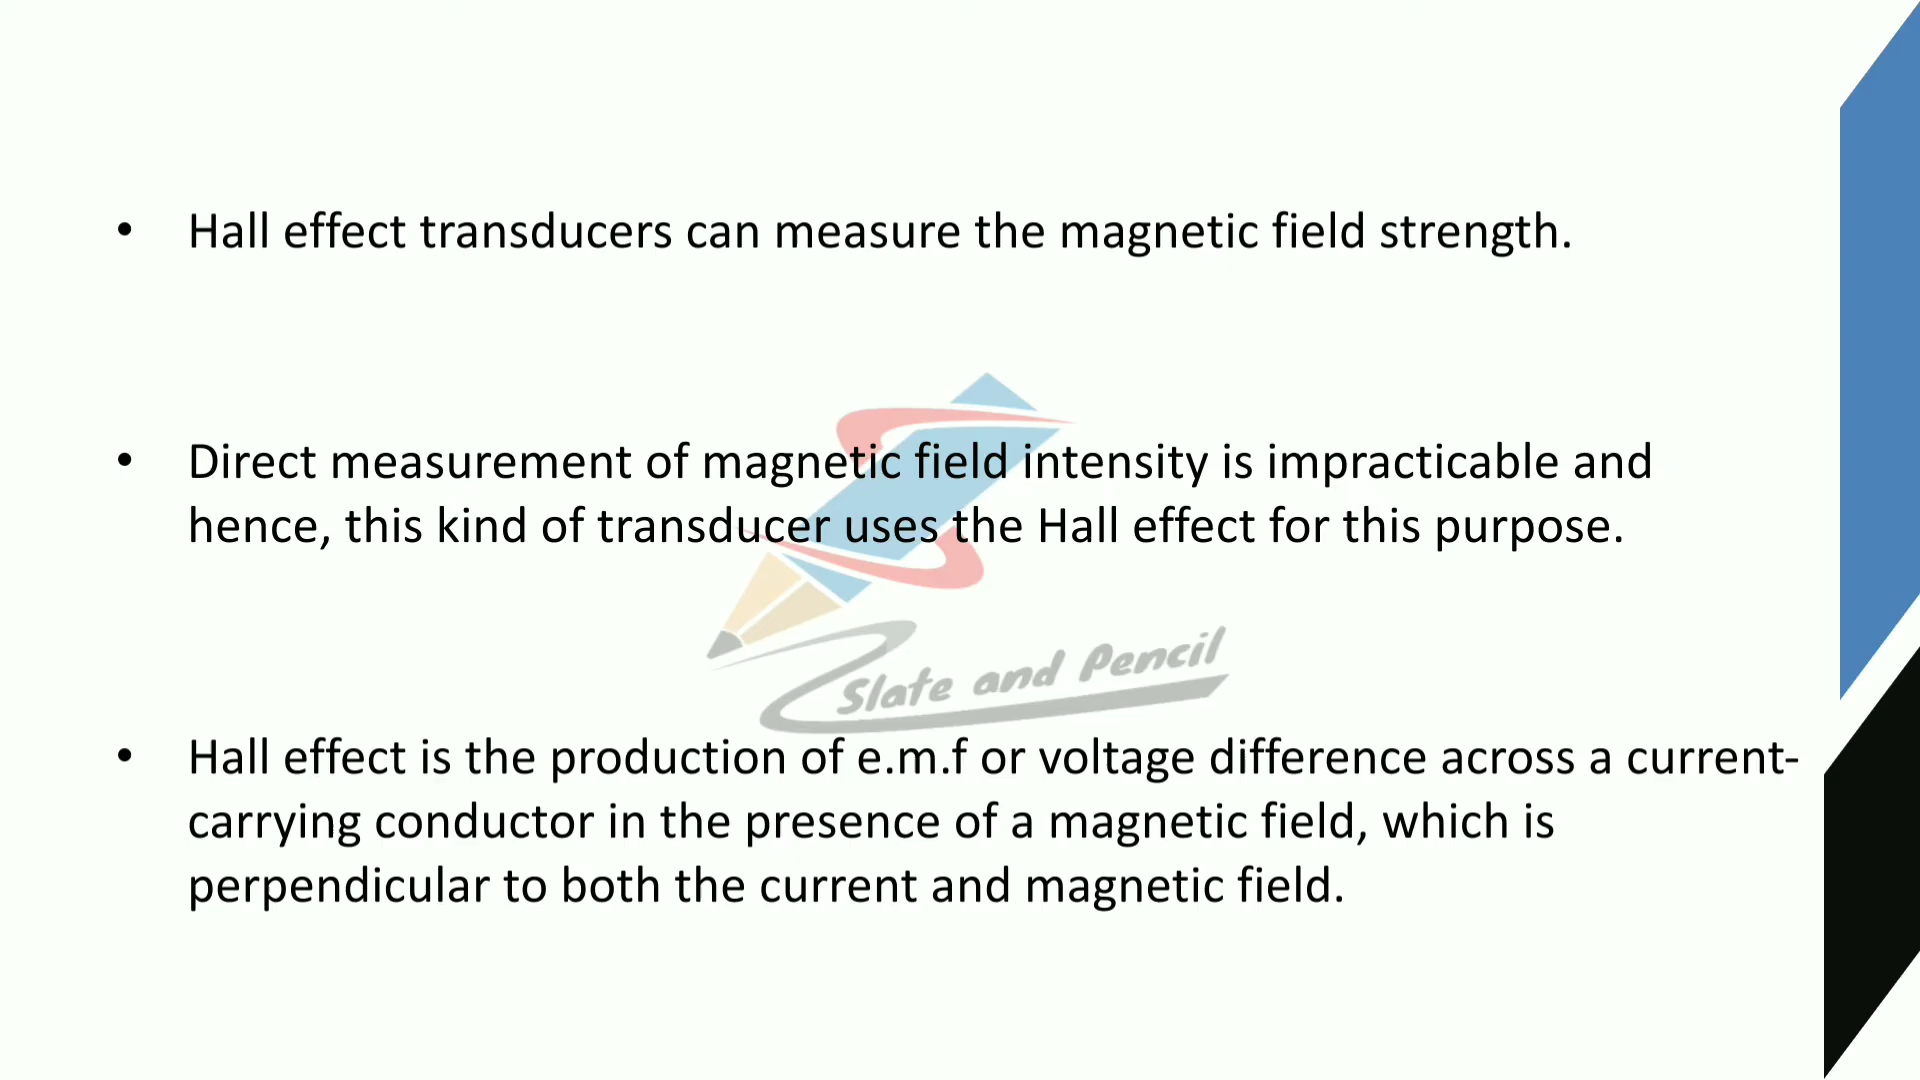 • Hall effect transducers can measure the magnetic field strength.
• Direct measurement of magnetic field intensity is impracticable and
hence, this kind of transducer uses the Hall effect for this purpose.
Slate and Pencil
• Hall effect is the production of e.m.f or voltage difference across a current-
carrying conductor in the presence of a magnetic field, which is
perpendicular to both the current and magnetic field.